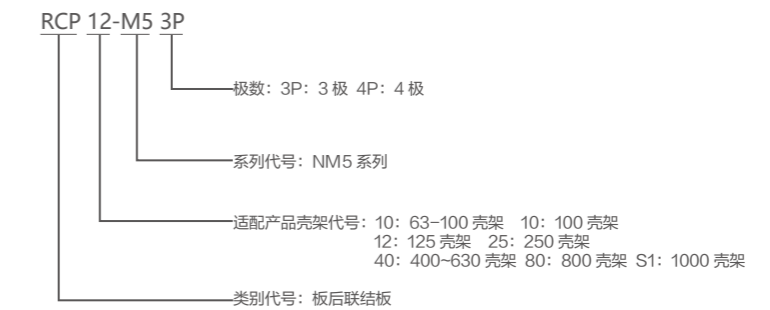 RCP 12-M5 3P
极数：3P：3 极 4P：4 极
系列代号：NM5 系列
适配产品壳架代号：10：63-100 壳架 10：100 壳架
12：125 壳架 25：250 壳架
40：400~630 壳架 80：800 壳架 S1：1000 壳架
类别代号：板后联结板